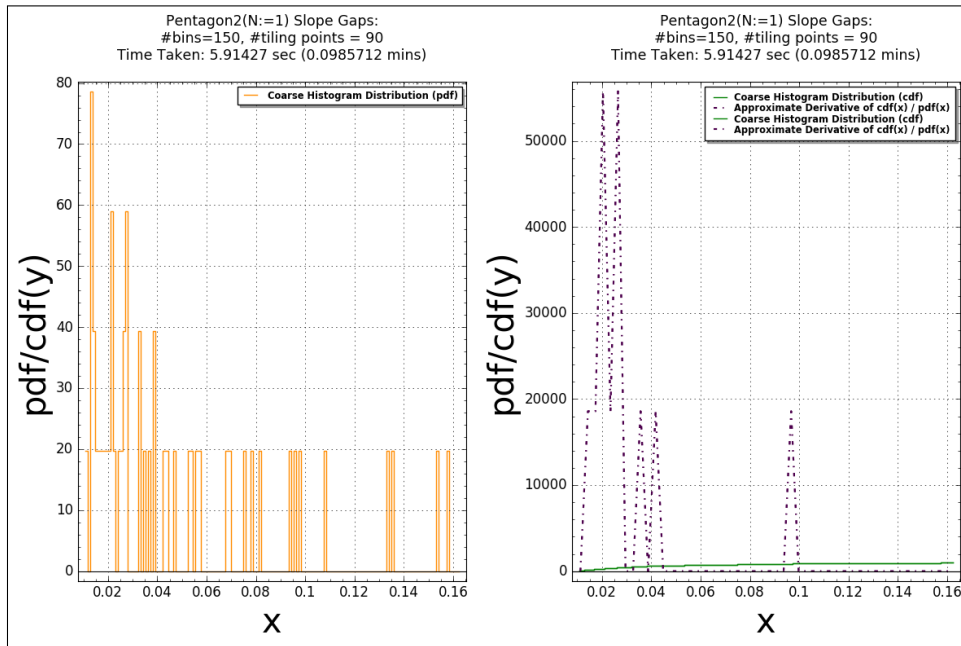 Pentagon2(N:=1) Slope Gaps:
#bins=150, #tiling points = 90
Time Taken: 5.91427 sec (0.0985712 mins)
Coarse Histogram Distribution (pdf)
80
70
60
50
40
30
20
10
0
pdf/cdf(y)
0.02 0.04 0.06 0.08 0.10 0.12 0.14 0.16
x
Pentagon2(N:=1) Slope Gaps:
#bins=150, #tiling points = 90
Time Taken: 5.91427 sec (0.0985712 mins)
Coarse Histogram Distribution (cdf)
Approximate Derivative of cdf(x) / pdf(x)
Coarse Histogram Distribution (cdf)
Approximate Derivative of cdf(x) / pdf(x)
50000
40000
30000
20000
10000
0
pdf/cdf(y)
0.02 0.04 0.06 0.08 0.1 0.12 0.14 0.16
x